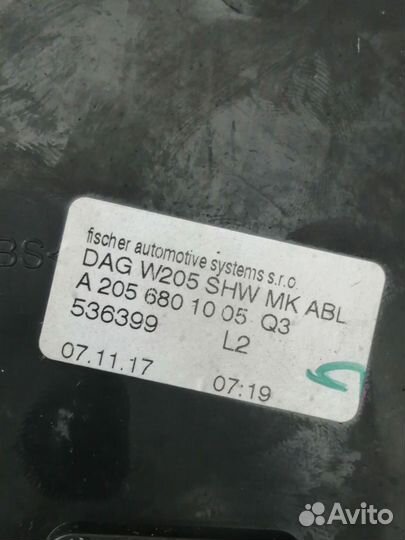 BS<
fischer automotive systems s.r.o.
DAG W205 SHW MK ABL
A 205 680 10 05 Q3
536399 L2
07.11.17 07:19
Avito